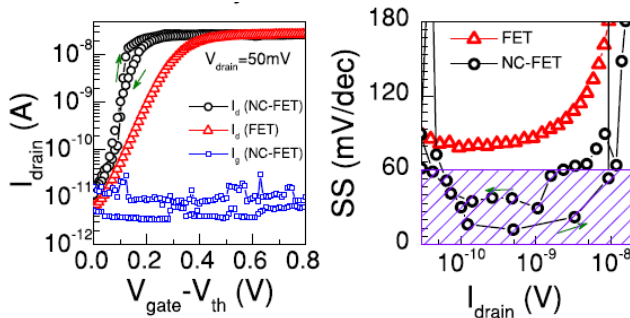 10⁻⁸
10⁻⁹
10⁻¹⁰
10⁻¹¹
10⁻¹²
I_drain (A)
V_drain=50mV
I_d (NC-FET)
I_d (FET)
I_g (NC-FET)
0.0 0.2 0.4 0.6 0.8
V_gate-V_th (V)
180
120
60
0
SS (mV/dec)
FET
NC-FET
10⁻¹⁰ 10⁻⁹ 10⁻⁸
I_drain (V)